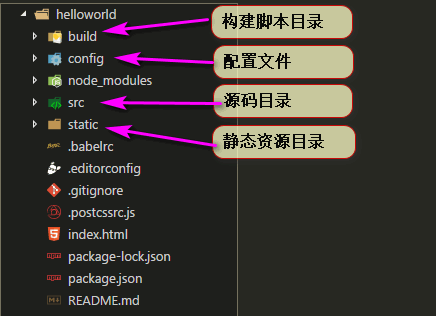 helloworld
build
构建脚本目录
config
配置文件
node_modules
src
源码目录
static
静态资源目录
.babelrc
.editorconfig
.gitignore
.postcssrc.js
index.html
package-lock.json
package.json
README.md